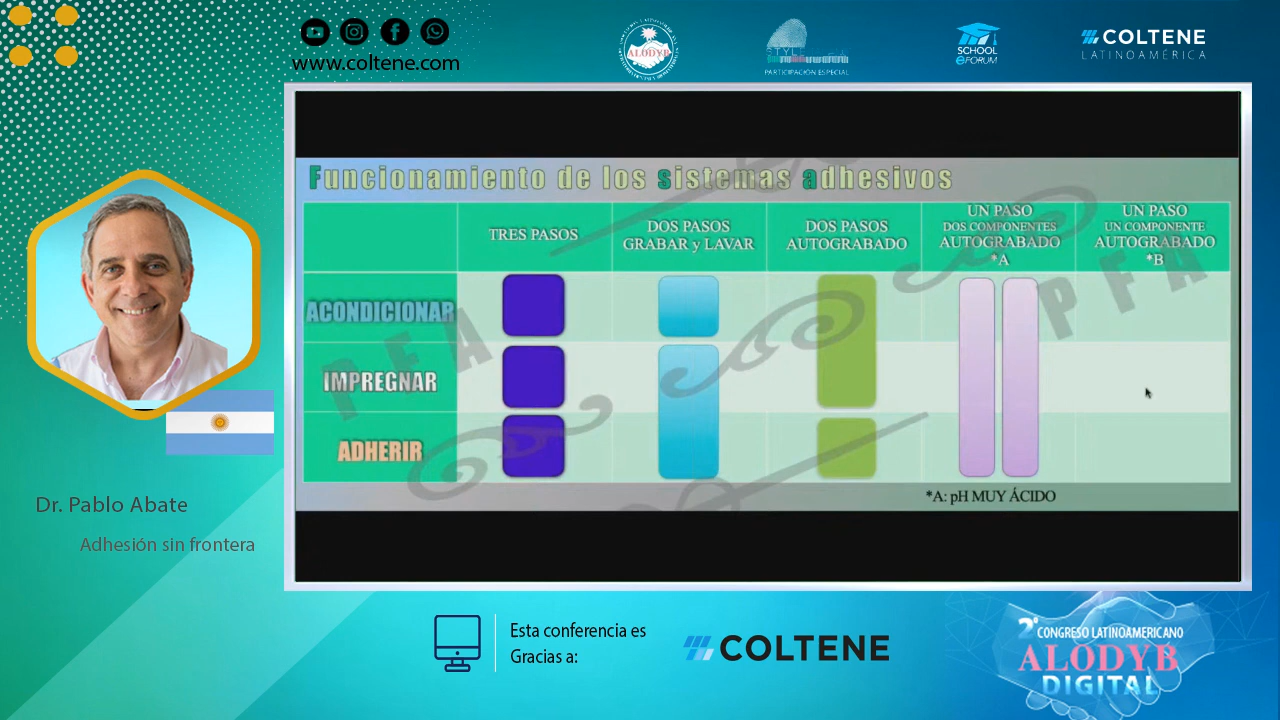 www.coltene.com
ALODYB
STYLE
PARTICIPACIÓN ESPECIAL
SCHOOL
eFORUM
COLTENE
LATINOAMÉRICA
Funcionamiento de los sistemas adhesivos
TRES PASOS
DOS PASOS
GRABAR y LAVAR
DOS PASOS
AUTOGRABADO
UN PASO
DOS COMPONENTES
AUTOGRABADO
*A
UN PASO
UN COMPONENTE
AUTOGRABADO
*B
ACONDICIONAR
IMPREGNAR
ADHERIR
PFA
PFA
*A: pH MUY ÁCIDO
Dr. Pablo Abate
Adhesión sin frontera
Esta conferencia es
Gracias a:
COLTENE
2° CONGRESO LATINOAMERICANO
ALODYB
DIGITAL